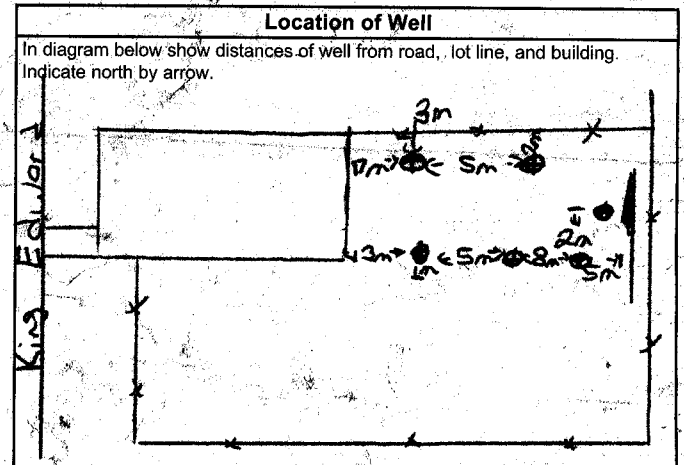 Location of Well
In diagram below show distances of well from road, lot line, and building.
Indicate north by arrow.
3m
5m
3m
5m
8m
2m
5m
King Edward